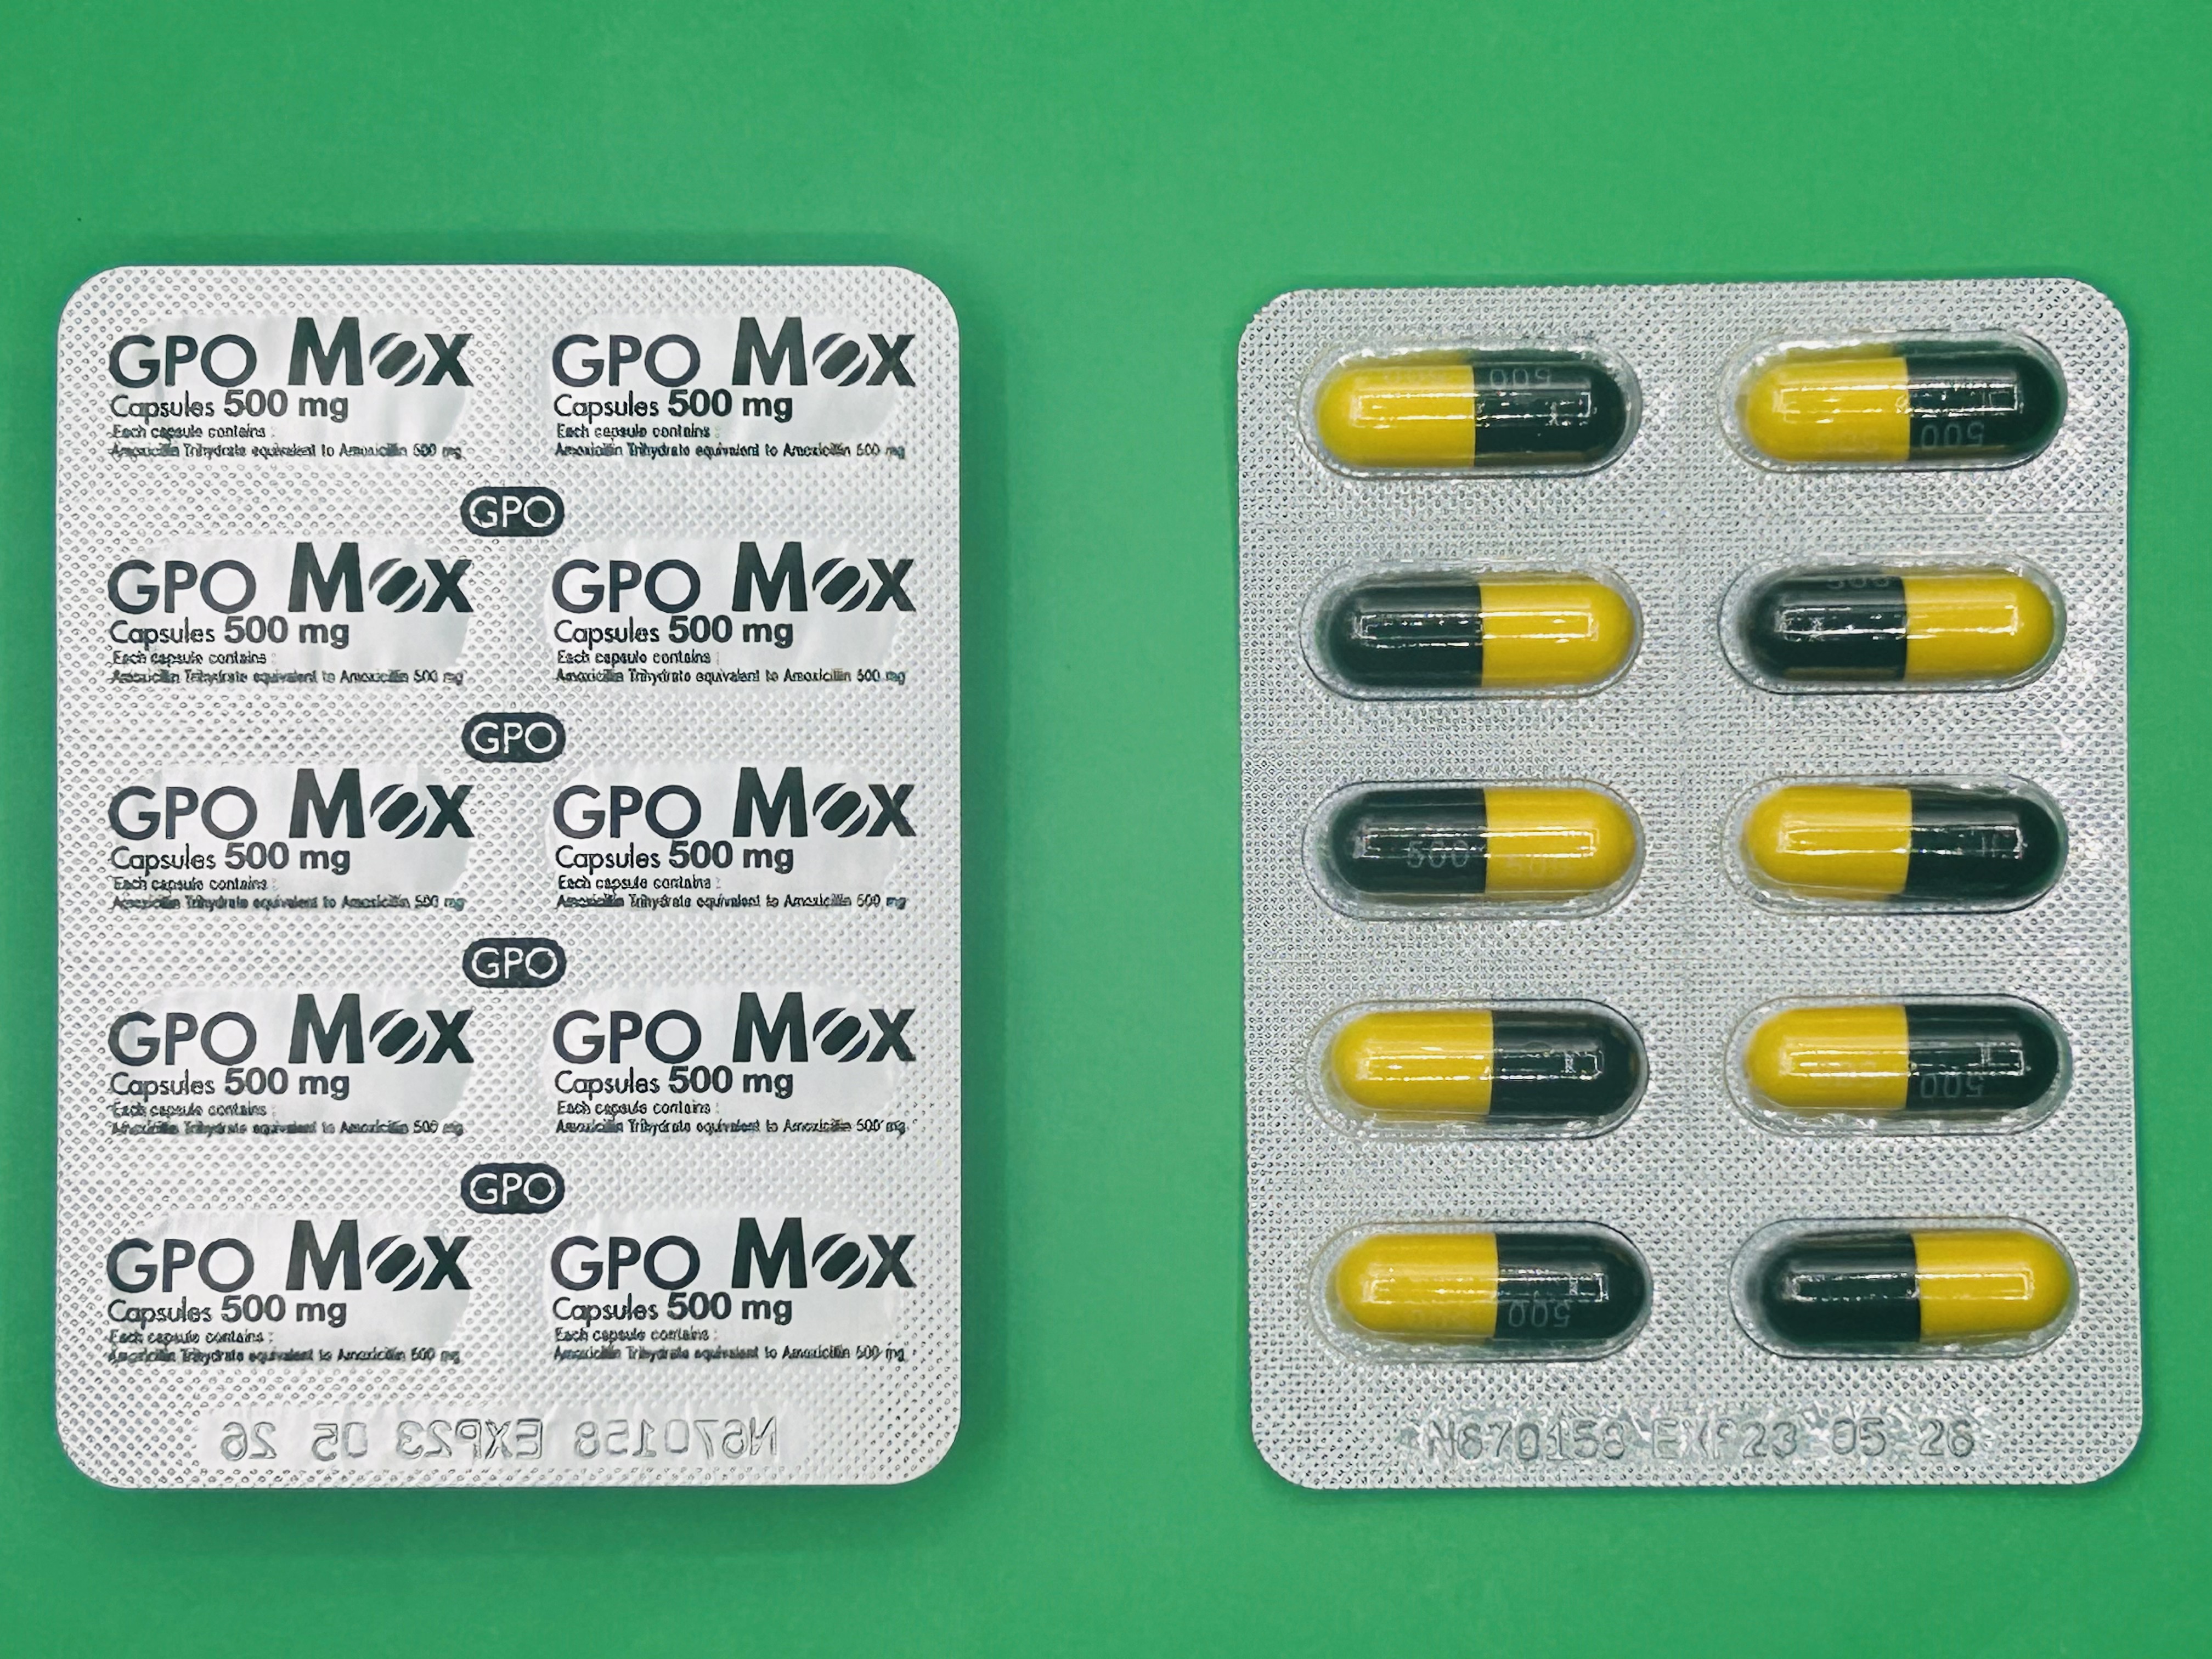 GPO Mox GPO Mox
Capsules 500 mg Capsules 500 mg
Each capsule contains : Each capsule contains :
Amoxicillin Trihydrate equivalent to Amoxicillin 500 mg Amoxicillin Trihydrate equivalent to Amoxicillin 500 mg
GPO
GPO Mox GPO Mox
Capsules 500 mg Capsules 500 mg
Each capsule contains : Each capsule contains :
Amoxicillin Trihydrate equivalent to Amoxicillin 500 mg Amoxicillin Trihydrate equivalent to Amoxicillin 500 mg
GPO
GPO Mox GPO Mox
Capsules 500 mg Capsules 500 mg
Each capsule contains : Each capsule contains :
Amoxicillin Trihydrate equivalent to Amoxicillin 500 mg Amoxicillin Trihydrate equivalent to Amoxicillin 500 mg
GPO
GPO Mox GPO Mox
Capsules 500 mg Capsules 500 mg
Each capsule contains : Each capsule contains :
Amoxicillin Trihydrate equivalent to Amoxicillin 500 mg Amoxicillin Trihydrate equivalent to Amoxicillin 500 mg
GPO
GPO Mox GPO Mox
Capsules 500 mg Capsules 500 mg
Each capsule contains : Each capsule contains :
Amoxicillin Trihydrate equivalent to Amoxicillin 500 mg Amoxicillin Trihydrate equivalent to Amoxicillin 500 mg
N670158 EXP23 05 26
500
500
500
500
500
500
N670158 EXP23 05 26